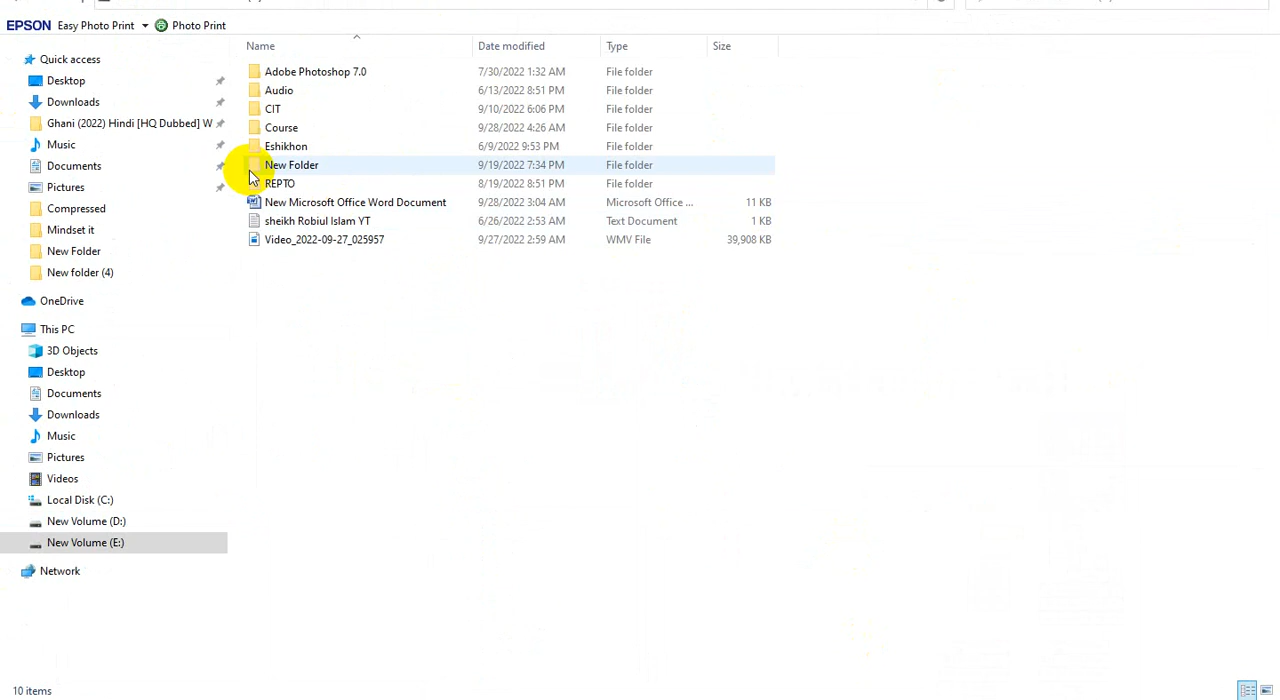 EPSON Easy Photo Print Photo Print
Name Date modified Type Size
Quick access
Desktop
Downloads
Ghani (2022) Hindi [HQ Dubbed] W
Music
Documents
Pictures
Compressed
Mindset it
New Folder
New folder (4)
OneDrive
This PC
3D Objects
Desktop
Documents
Downloads
Music
Pictures
Videos
Local Disk (C:)
New Volume (D:)
New Volume (E:)
Network
Adobe Photoshop 7.0 7/30/2022 1:32 AM File folder
Audio 6/13/2022 8:51 PM File folder
CIT 9/10/2022 6:06 PM File folder
Course 9/28/2022 4:26 AM File folder
Eshikhon 6/9/2022 9:53 PM File folder
New Folder 9/19/2022 7:34 PM File folder
REPTO 8/19/2022 8:51 PM File folder
New Microsoft Office Word Document 9/28/2022 3:04 AM Microsoft Office ... 11 KB
sheikh Robiul Islam YT 6/26/2022 2:53 AM Text Document 1 KB
Video_2022-09-27_025957 9/27/2022 2:59 AM WMV File 39,908 KB
10 items